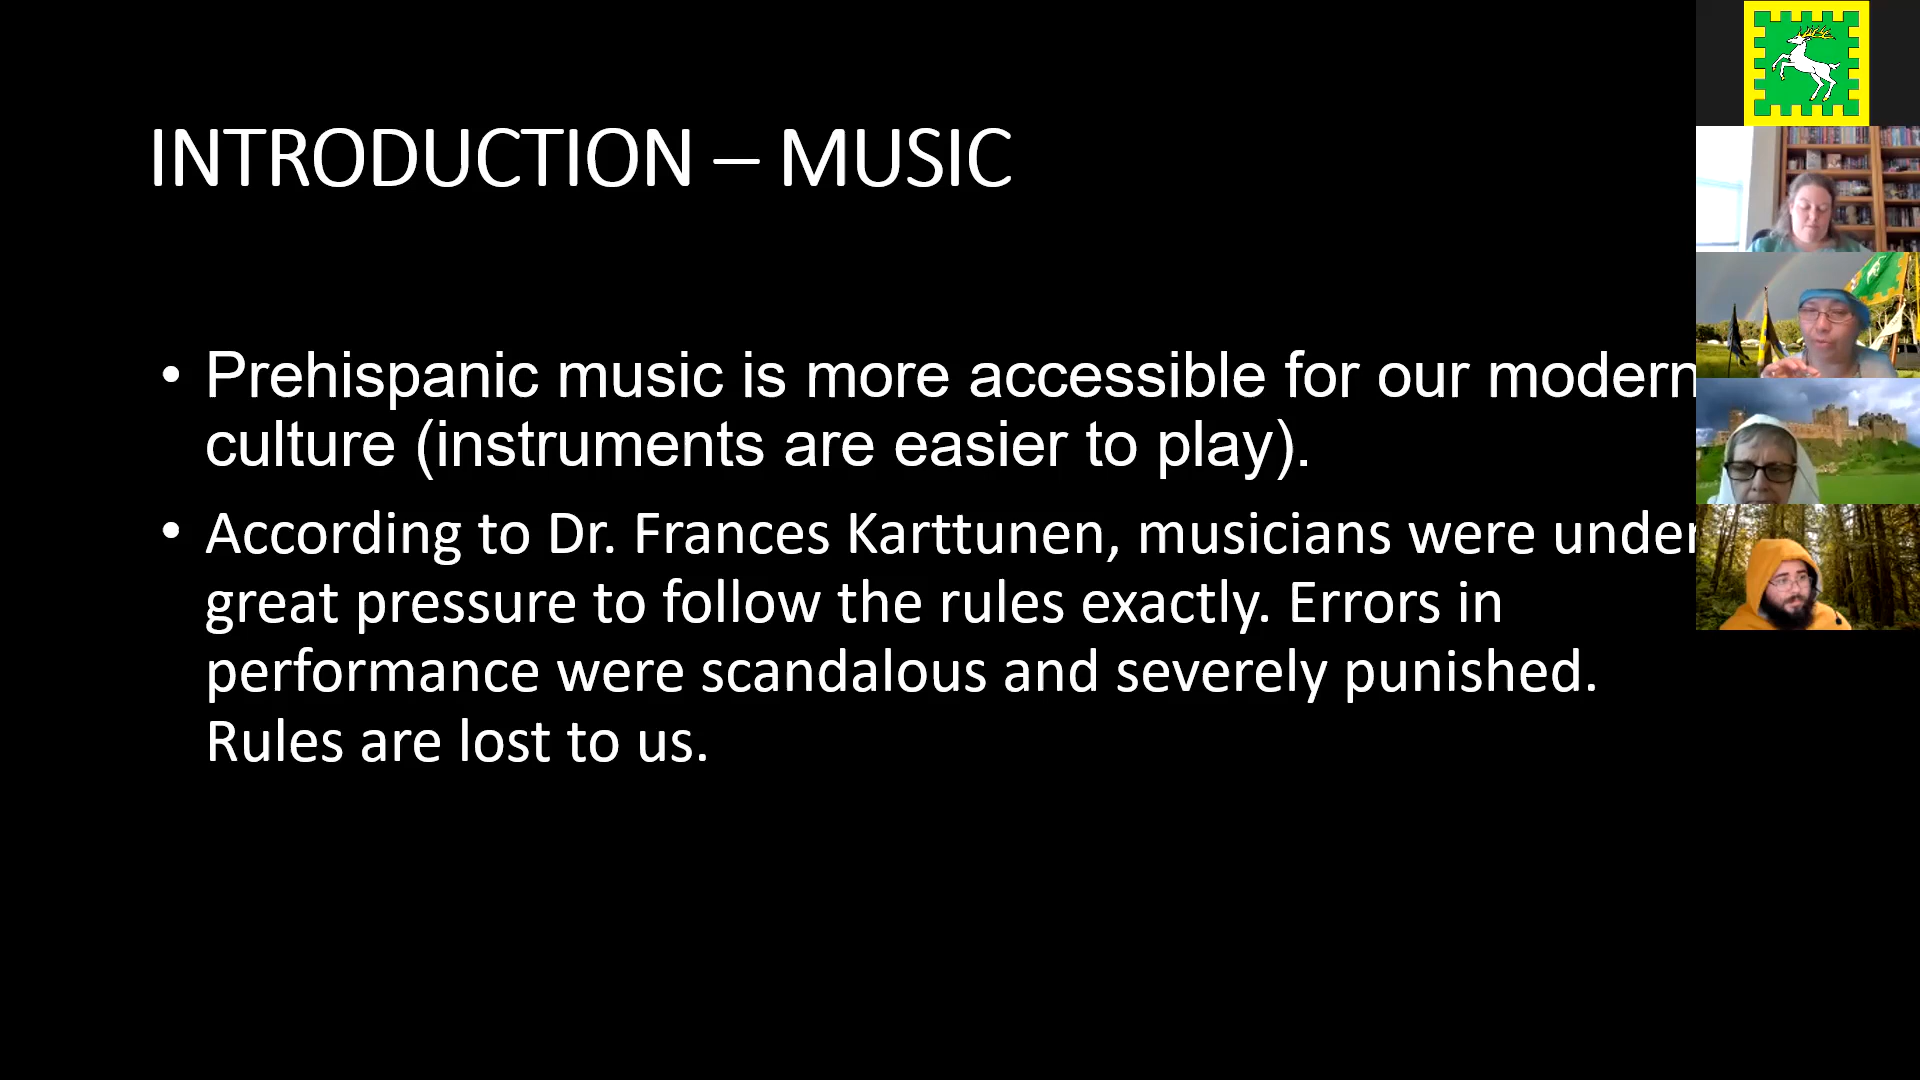 INTRODUCTION – MUSIC
• Prehispanic music is more accessible for our modern
culture (instruments are easier to play).
• According to Dr. Frances Karttunen, musicians were under
great pressure to follow the rules exactly. Errors in
performance were scandalous and severely punished.
Rules are lost to us.